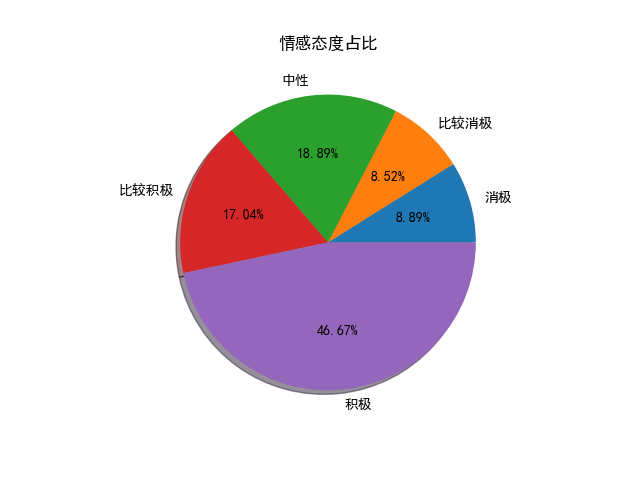 情感态度占比
中性
比较消极
18.89%
8.52%
比较积极
消极
17.04%
8.89%
46.67%
积极